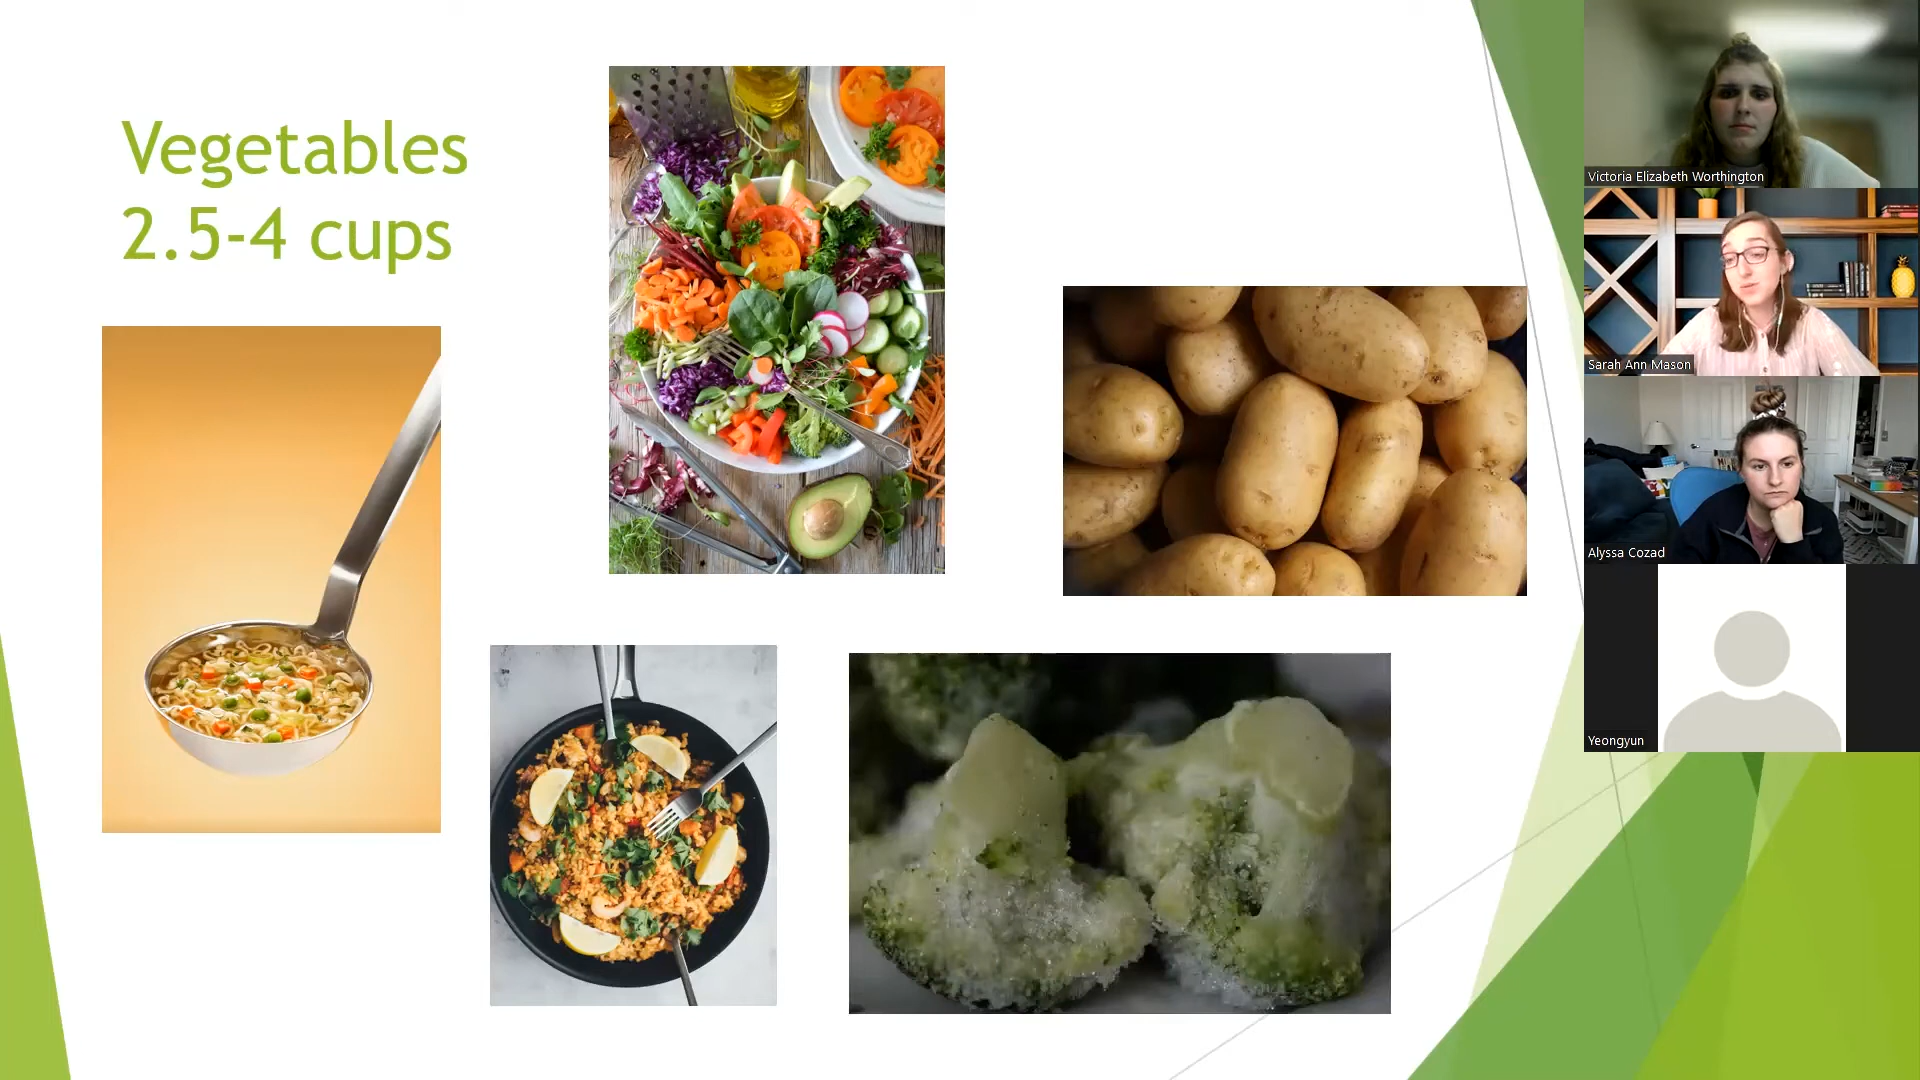 Vegetables
2.5-4 cups
Victoria Elizabeth Worthington
Sarah Ann Mason
Alyssa Cozad
Yeongyun